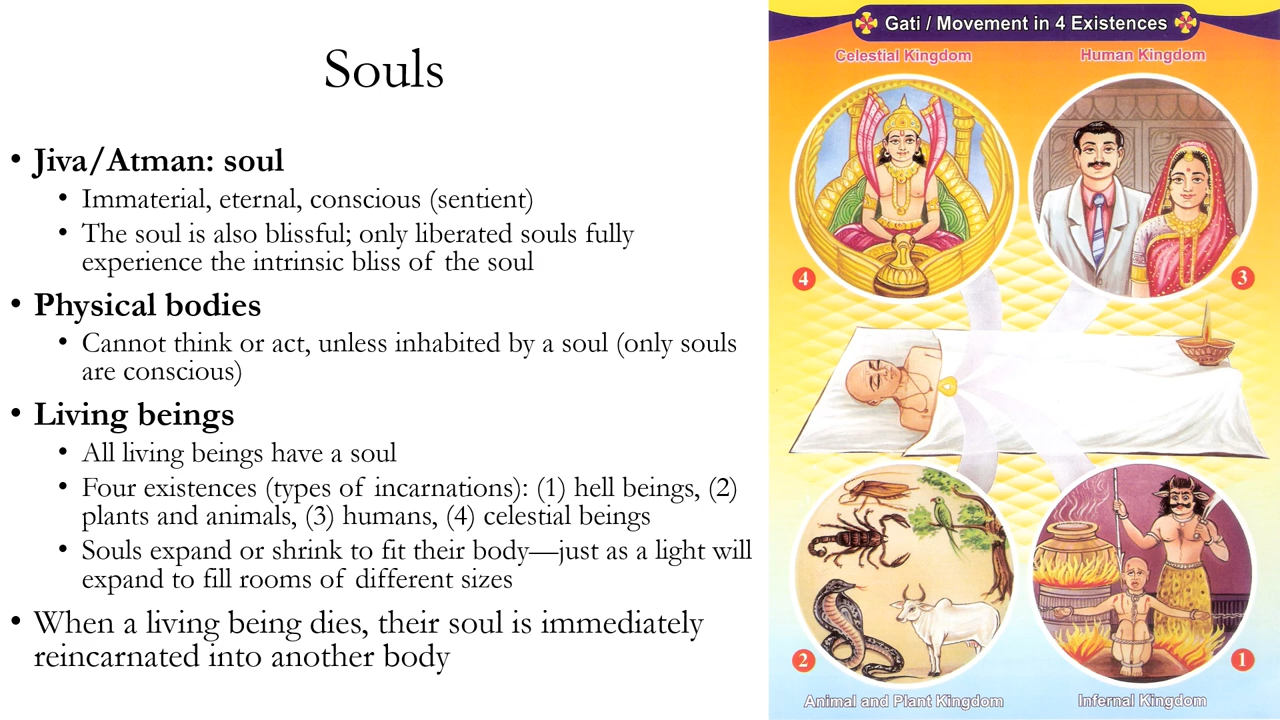 Souls
• Jiva/Atman: soul
• Immaterial, eternal, conscious (sentient)
• The soul is also blissful; only liberated souls fully
experience the intrinsic bliss of the soul
• Physical bodies
• Cannot think or act, unless inhabited by a soul (only souls
are conscious)
• Living beings
• All living beings have a soul
• Four existences (types of incarnations): (1) hell beings, (2)
plants and animals, (3) humans, (4) celestial beings
• Souls expand or shrink to fit their body—just as a light will
expand to fill rooms of different sizes
• When a living being dies, their soul is immediately
reincarnated into another body
Gati / Movement in 4 Existences
Celestial Kingdom
Human Kingdom
4
3
2
1
Animal and Plant Kingdom
Infernal Kingdom